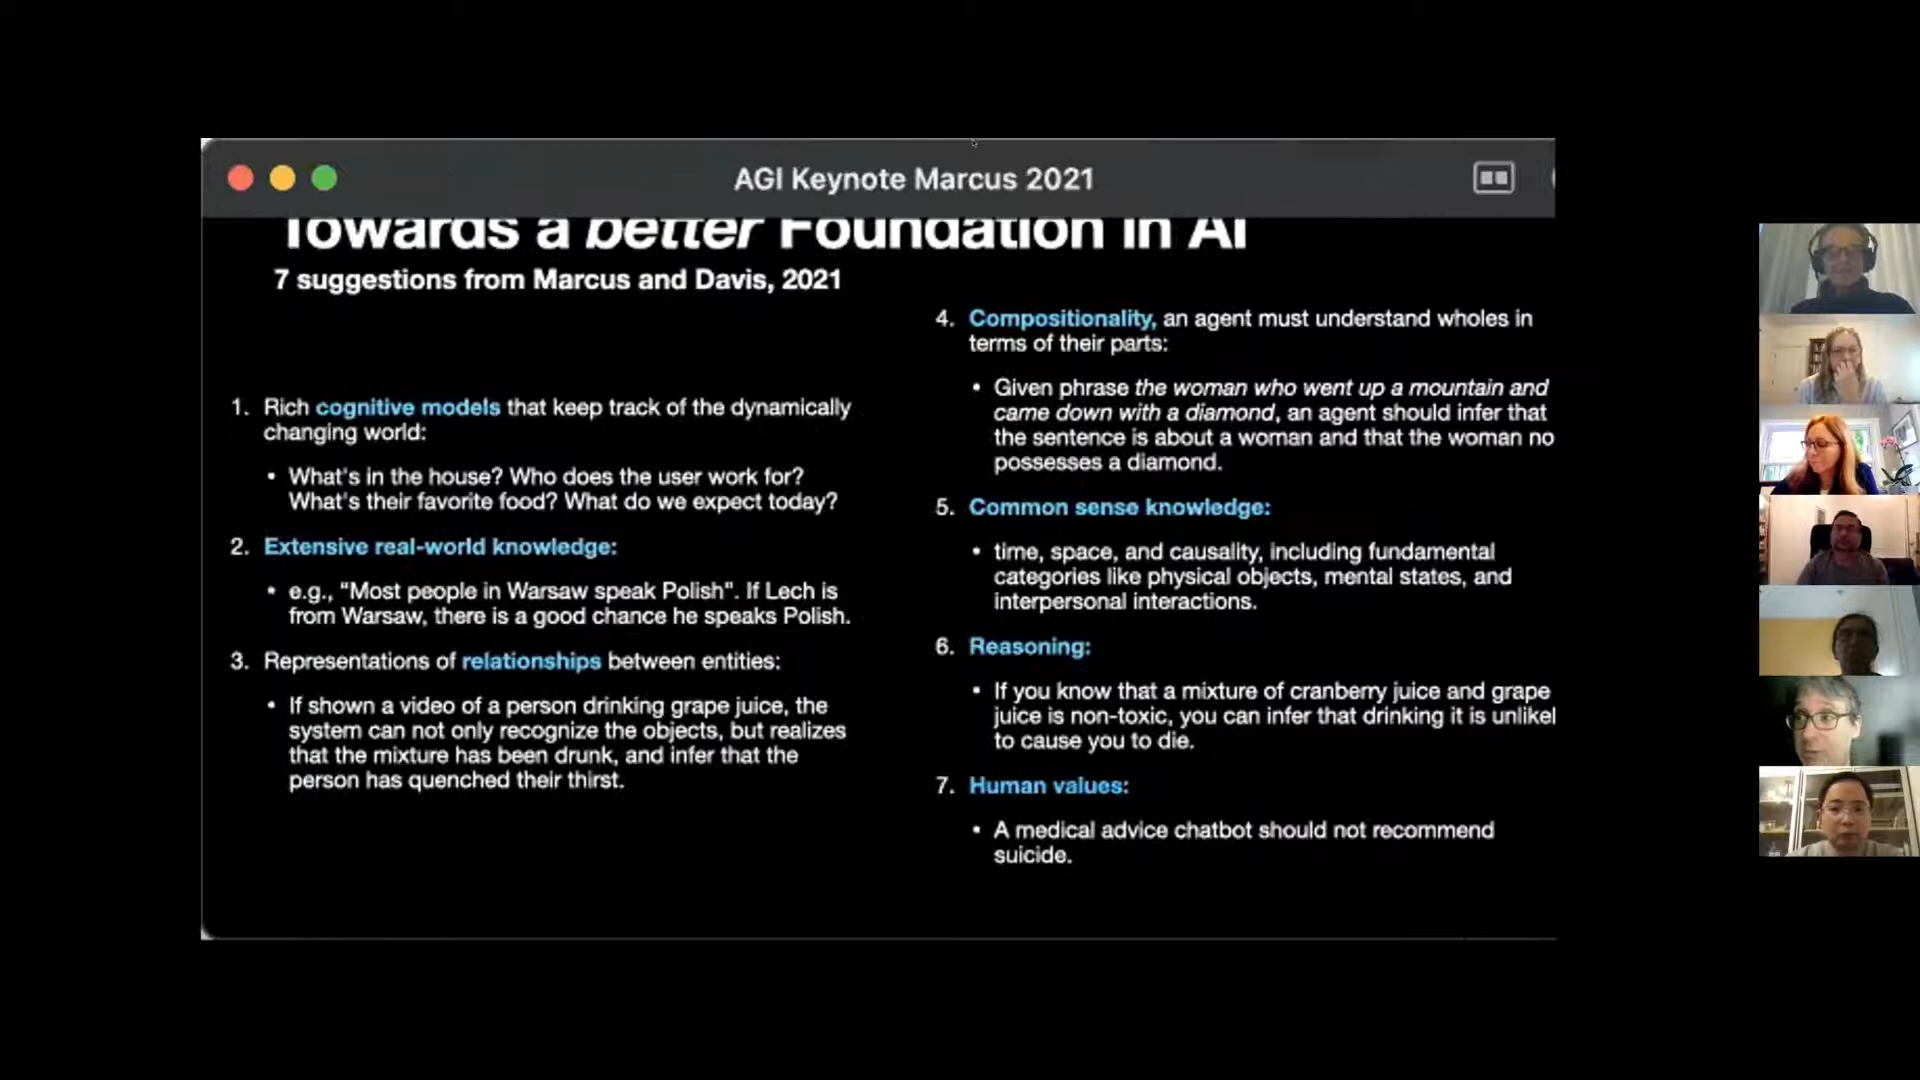 AGI Keynote Marcus 2021
Towards a better Foundation in AI
7 suggestions from Marcus and Davis, 2021
1. Rich cognitive models that keep track of the dynamically
changing world:
• What's in the house? Who does the user work for?
What's their favorite food? What do we expect today?
2. Extensive real-world knowledge:
• e.g., “Most people in Warsaw speak Polish". If Lech is
from Warsaw, there is a good chance he speaks Polish.
3. Representations of relationships between entities:
• If shown a video of a person drinking grape juice, the
system can not only recognize the objects, but realizes
that the mixture has been drunk, and infer that the
person has quenched their thirst.
4. Compositionality, an agent must understand wholes in
terms of their parts:
• Given phrase the woman who went up a mountain and
came down with a diamond, an agent should infer that
the sentence is about a woman and that the woman no
possesses a diamond.
5. Common sense knowledge:
• time, space, and causality, including fundamental
categories like physical objects, mental states, and
interpersonal interactions.
6. Reasoning:
• If you know that a mixture of cranberry juice and grape
juice is non-toxic, you can infer that drinking it is unlikel
to cause you to die.
7. Human values:
• A medical advice chatbot should not recommend
suicide.